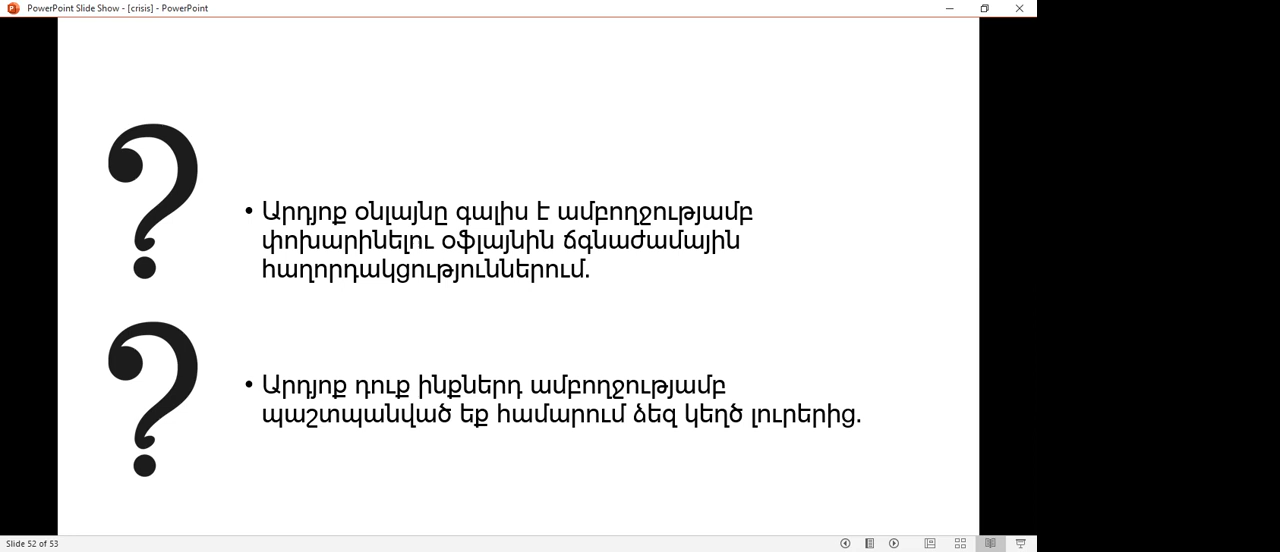 PowerPoint Slide Show - [crisis] - PowerPoint
?
• Արդյոք օնլայնը գալիս է ամբողջությամբ
փոխարինելու օֆլայնին ճգնաժամային
հաղորդակցություններում.
?
• Արդյոք դուք ինքներդ ամբողջությամբ
պաշտպանված եք համարում ձեզ կեղծ լուրերից.
Slide 52 of 53